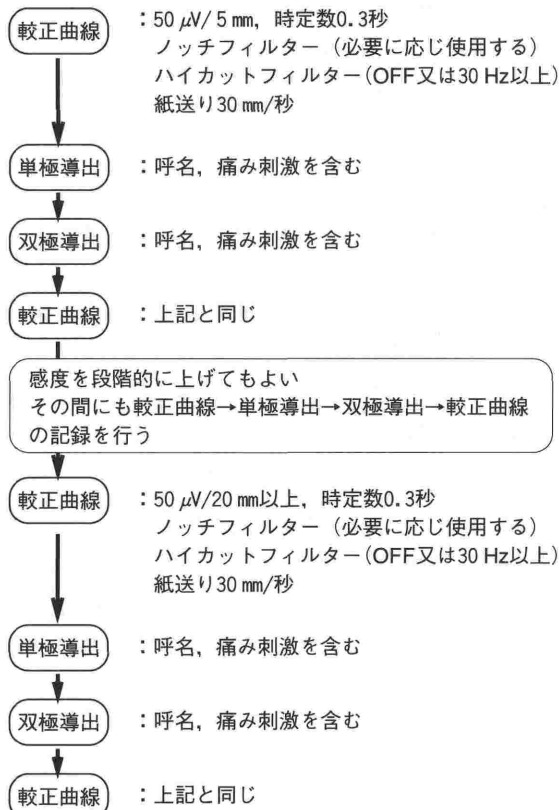 較正曲線 :50 μV/5 mm, 時定数0.3秒
ノッチフィルター(必要に応じ使用する)
ハイカットフィルター(OFF又は30 Hz以上)
紙送り30 mm/秒
単極導出 :呼名,痛み刺激を含む
双極導出 :呼名,痛み刺激を含む
較正曲線 :上記と同じ
感度を段階的に上げてもよい
その間にも較正曲線→単極導出→双極導出→較正曲線
の記録を行う
較正曲線 :50 μV/20 mm以上,時定数0.3秒
ノッチフィルター(必要に応じ使用する)
ハイカットフィルター(OFF又は30 Hz以上)
紙送り30 mm/秒
単極導出 :呼名,痛み刺激を含む
双極導出 :呼名,痛み刺激を含む
較正曲線 :上記と同じ